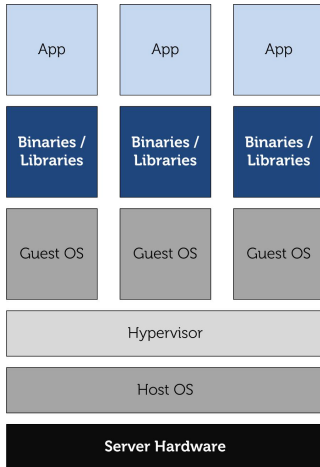 App App App
Binaries / Binaries / Binaries /
Libraries Libraries Libraries
Guest OS Guest OS Guest OS
Hypervisor
Host OS
Server Hardware